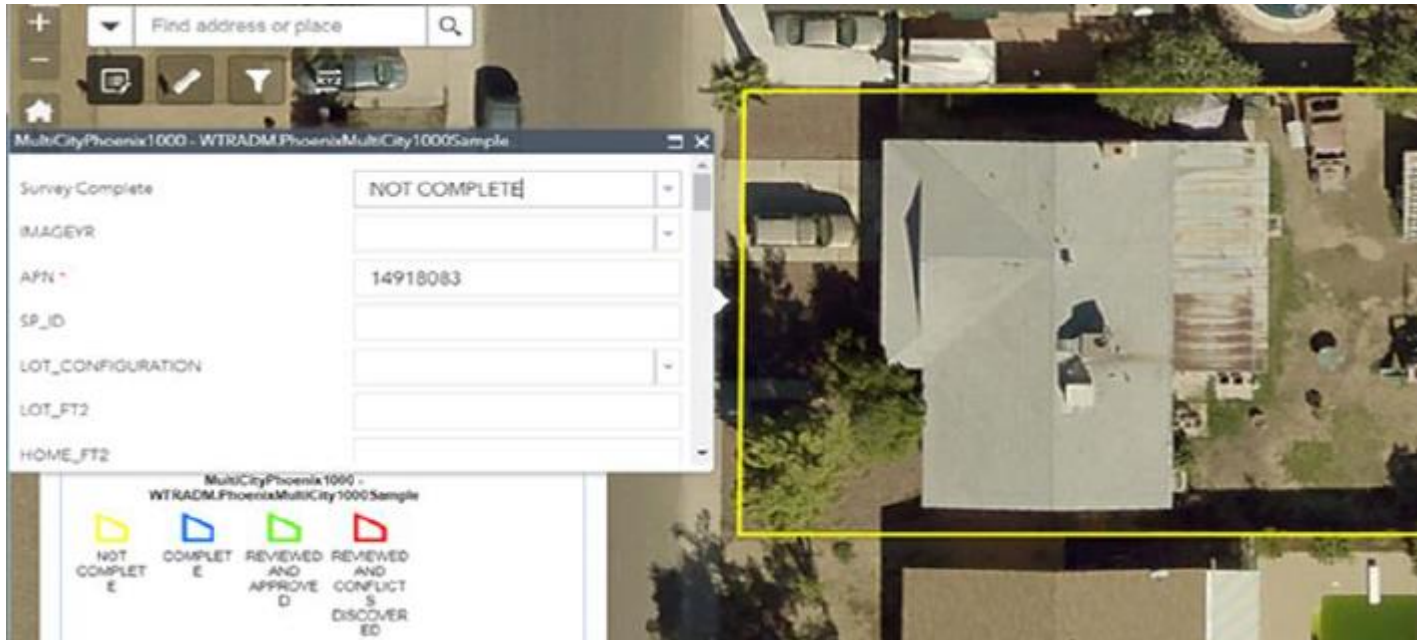 Find address or place
XYZ
MultiCityPhoenix1000 - WTRADM.PhoenixMultiCity1000Sample
Survey Complete
NOT COMPLETE
IMAGEYR
APN *
14918083
SP_ID
LOT_CONFIGURATION
LOT_FT2
HOME_FT2
MultiCityPhoenix1000 -
WTRADM.PhoenixMultiCity1000Sample
NOT
COMPLET
E
COMPLET
E
REVIEWED
AND
APPROVE
D
REVIEWED
AND
CONFLICT
S
DISCOVER
ED